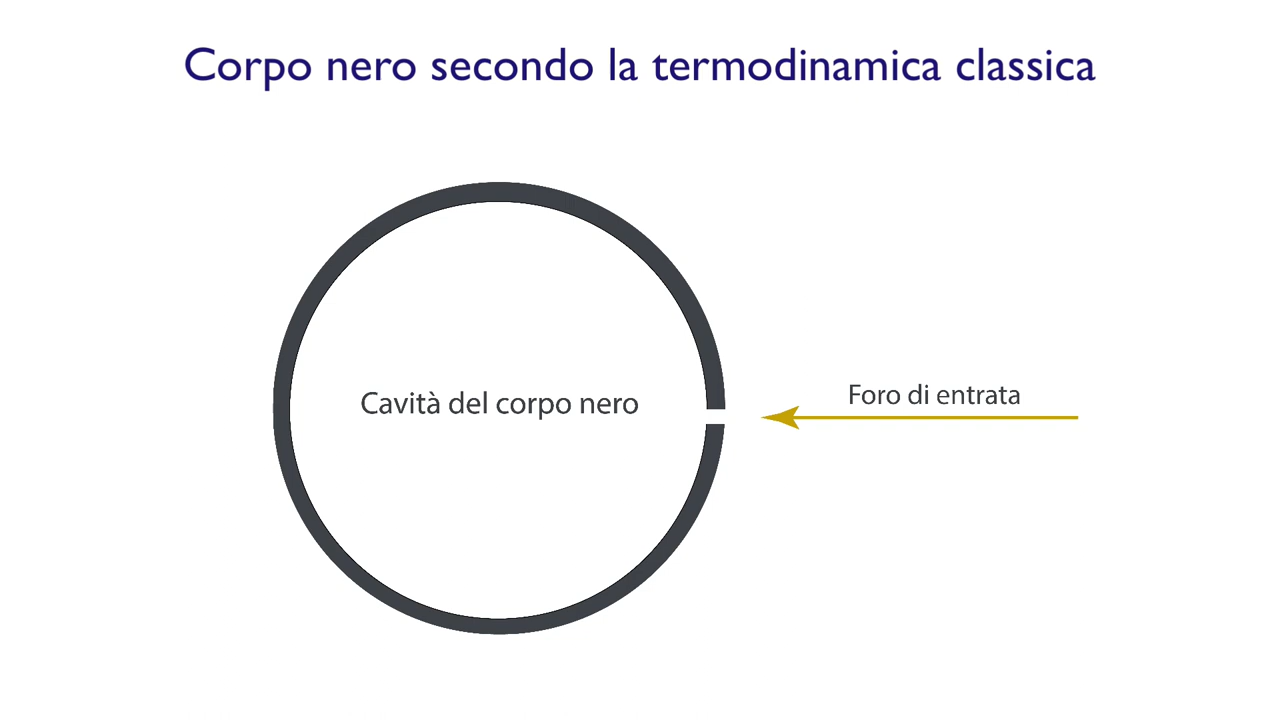 Corpo nero secondo la termodinamica classica
Cavità del corpo nero
Foro di entrata